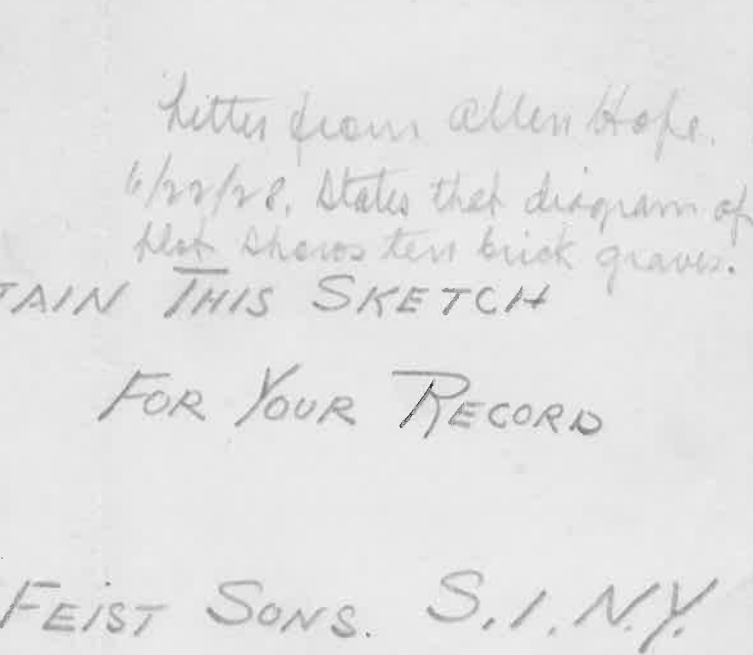 Letter from Allen Hope.
6/22/28. States that diagram of
plot shows ten brick graves.
TAIN THIS SKETCH
FOR YOUR RECORD
FEIST SONS. S.I. N.Y.